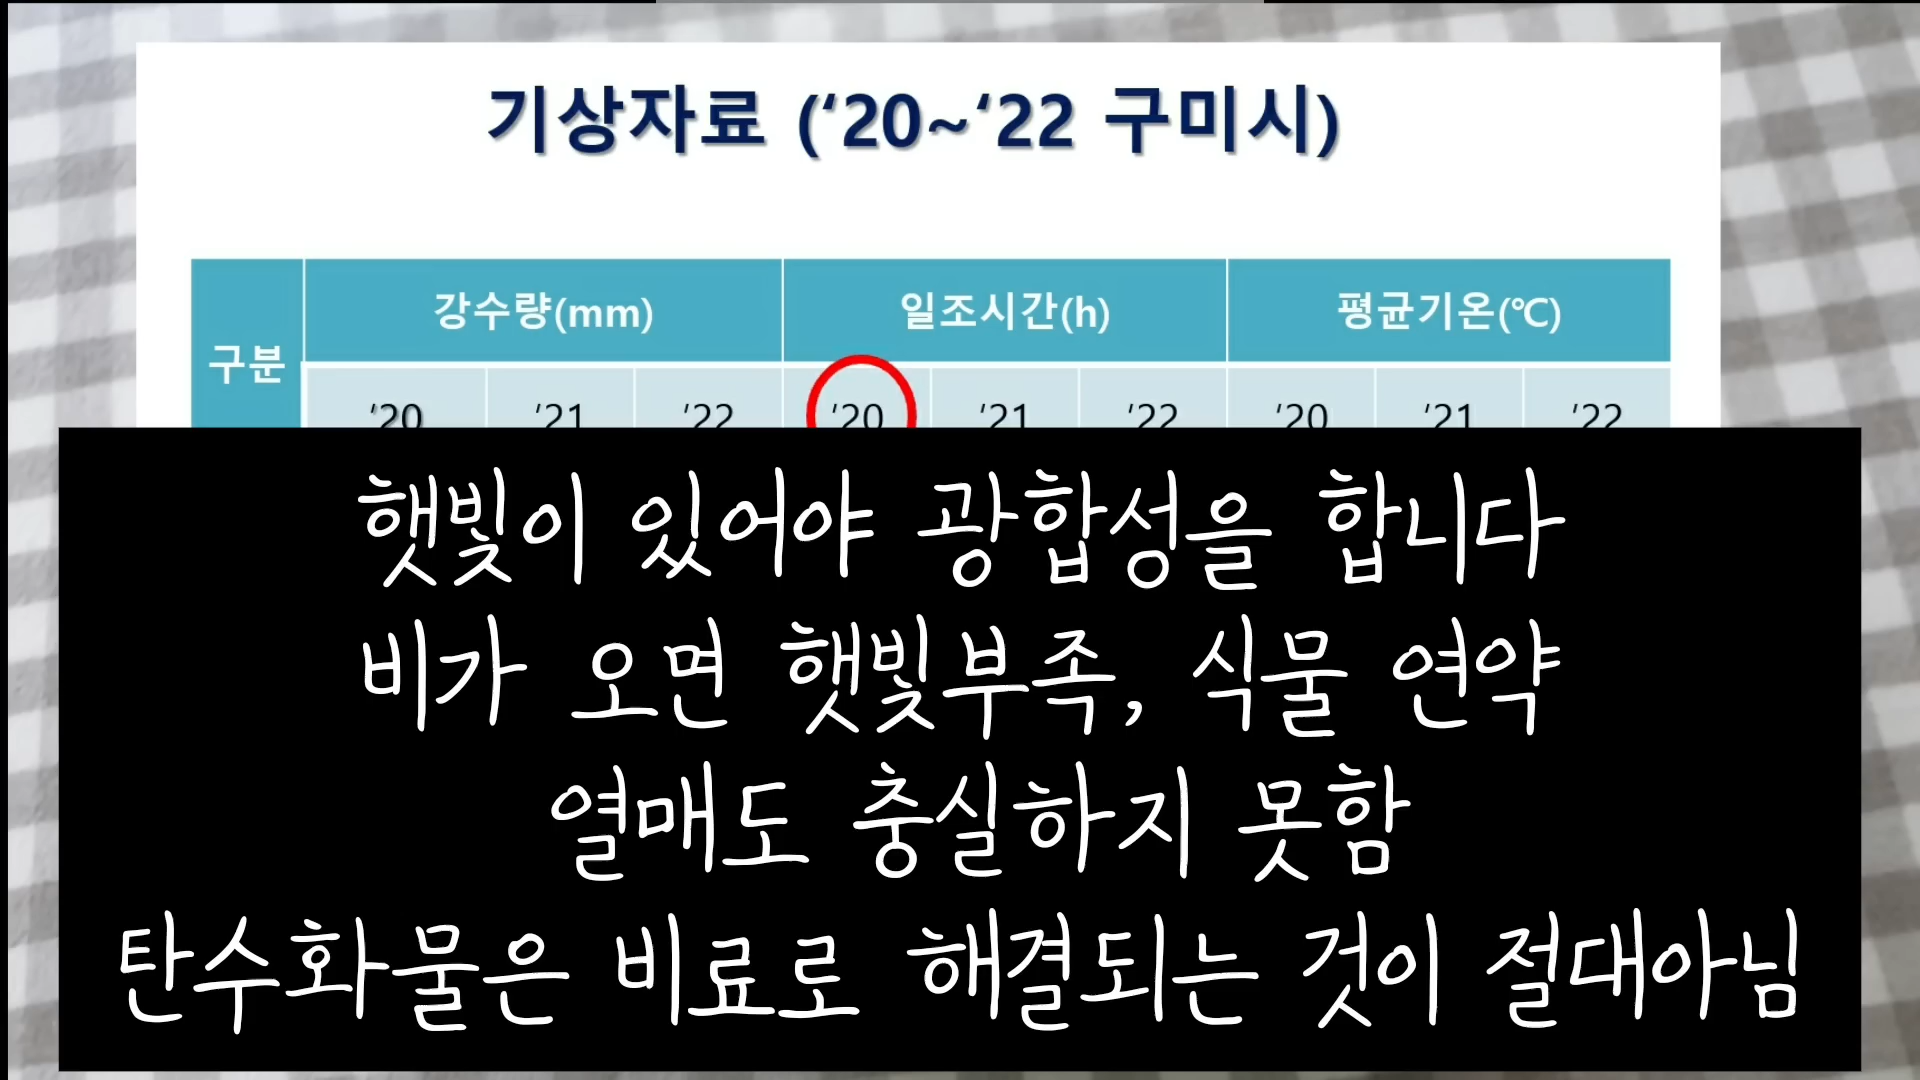 기상자료 (‘20~‘22 구미시)
구분 강수량(mm) 일조시간(h) 평균기온(℃)
‘20 ‘21 ‘22 ‘20 ‘21 ‘22 ‘20 ‘21 ‘22
햇빛이 있어야 광합성을 합니다
비가 오면 햇빛부족, 식물 연약
열매도 충실하지 못함
탄수화물은 비료로 해결되는 것이 절대아님